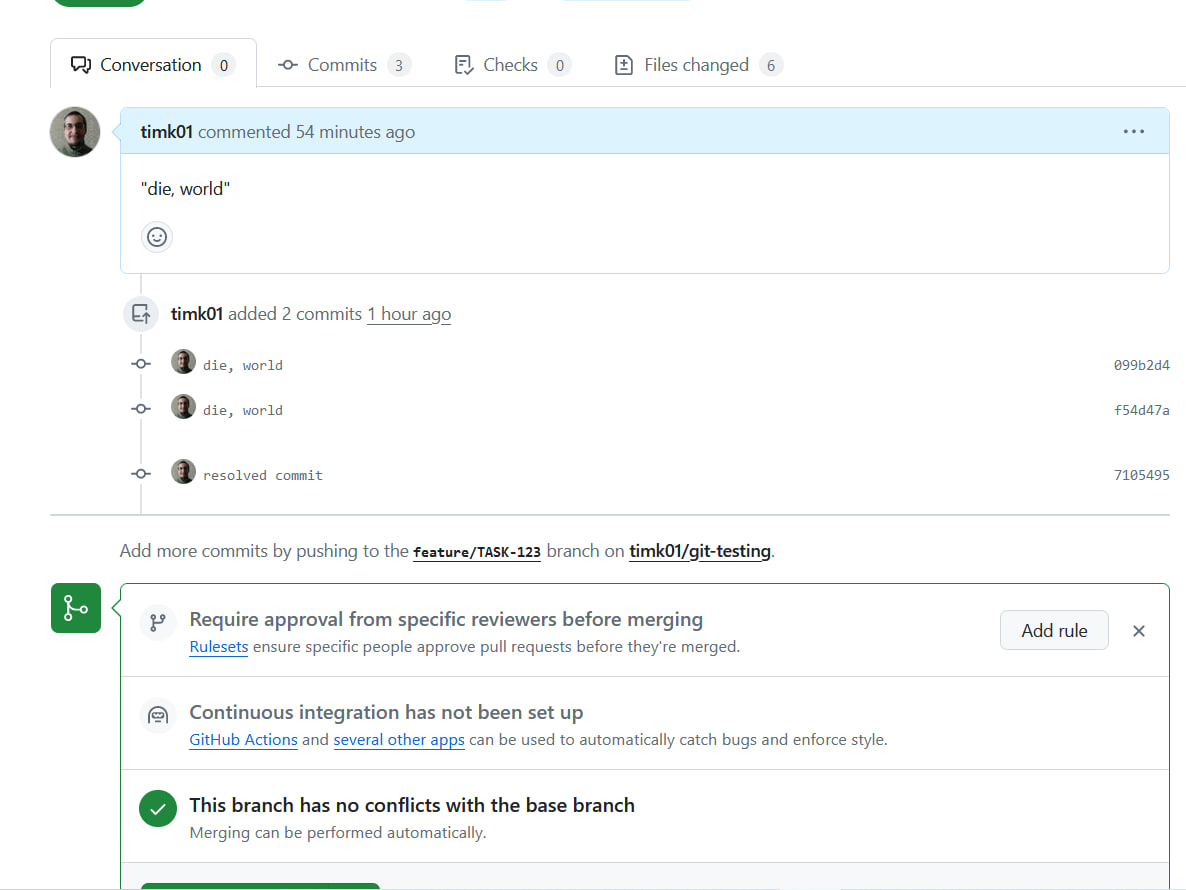 Conversation 0 Commits 3 Checks 0 Files changed 6
timk01 commented 54 minutes ago
"die, world"
timk01 added 2 commits 1 hour ago
die, world 099b2d4
die, world f54d47a
resolved commit 7105495
Add more commits by pushing to the feature/TASK-123 branch on timk01/git-testing.
Require approval from specific reviewers before merging
Rulesets ensure specific people approve pull requests before they're merged.
Add rule
Continuous integration has not been set up
GitHub Actions and several other apps can be used to automatically catch bugs and enforce style.
This branch has no conflicts with the base branch
Merging can be performed automatically.